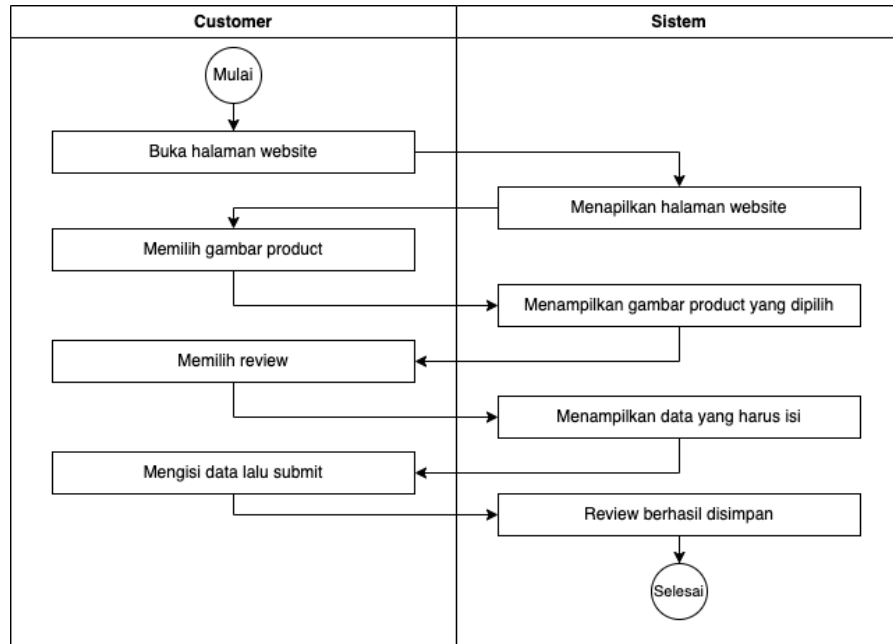 Customer
Sistem
Mulai
Buka halaman website
Menapilkan halaman website
Memilih gambar product
Menampilkan gambar product yang dipilih
Memilih review
Menampilkan data yang harus isi
Mengisi data lalu submit
Review berhasil disimpan
Selesai